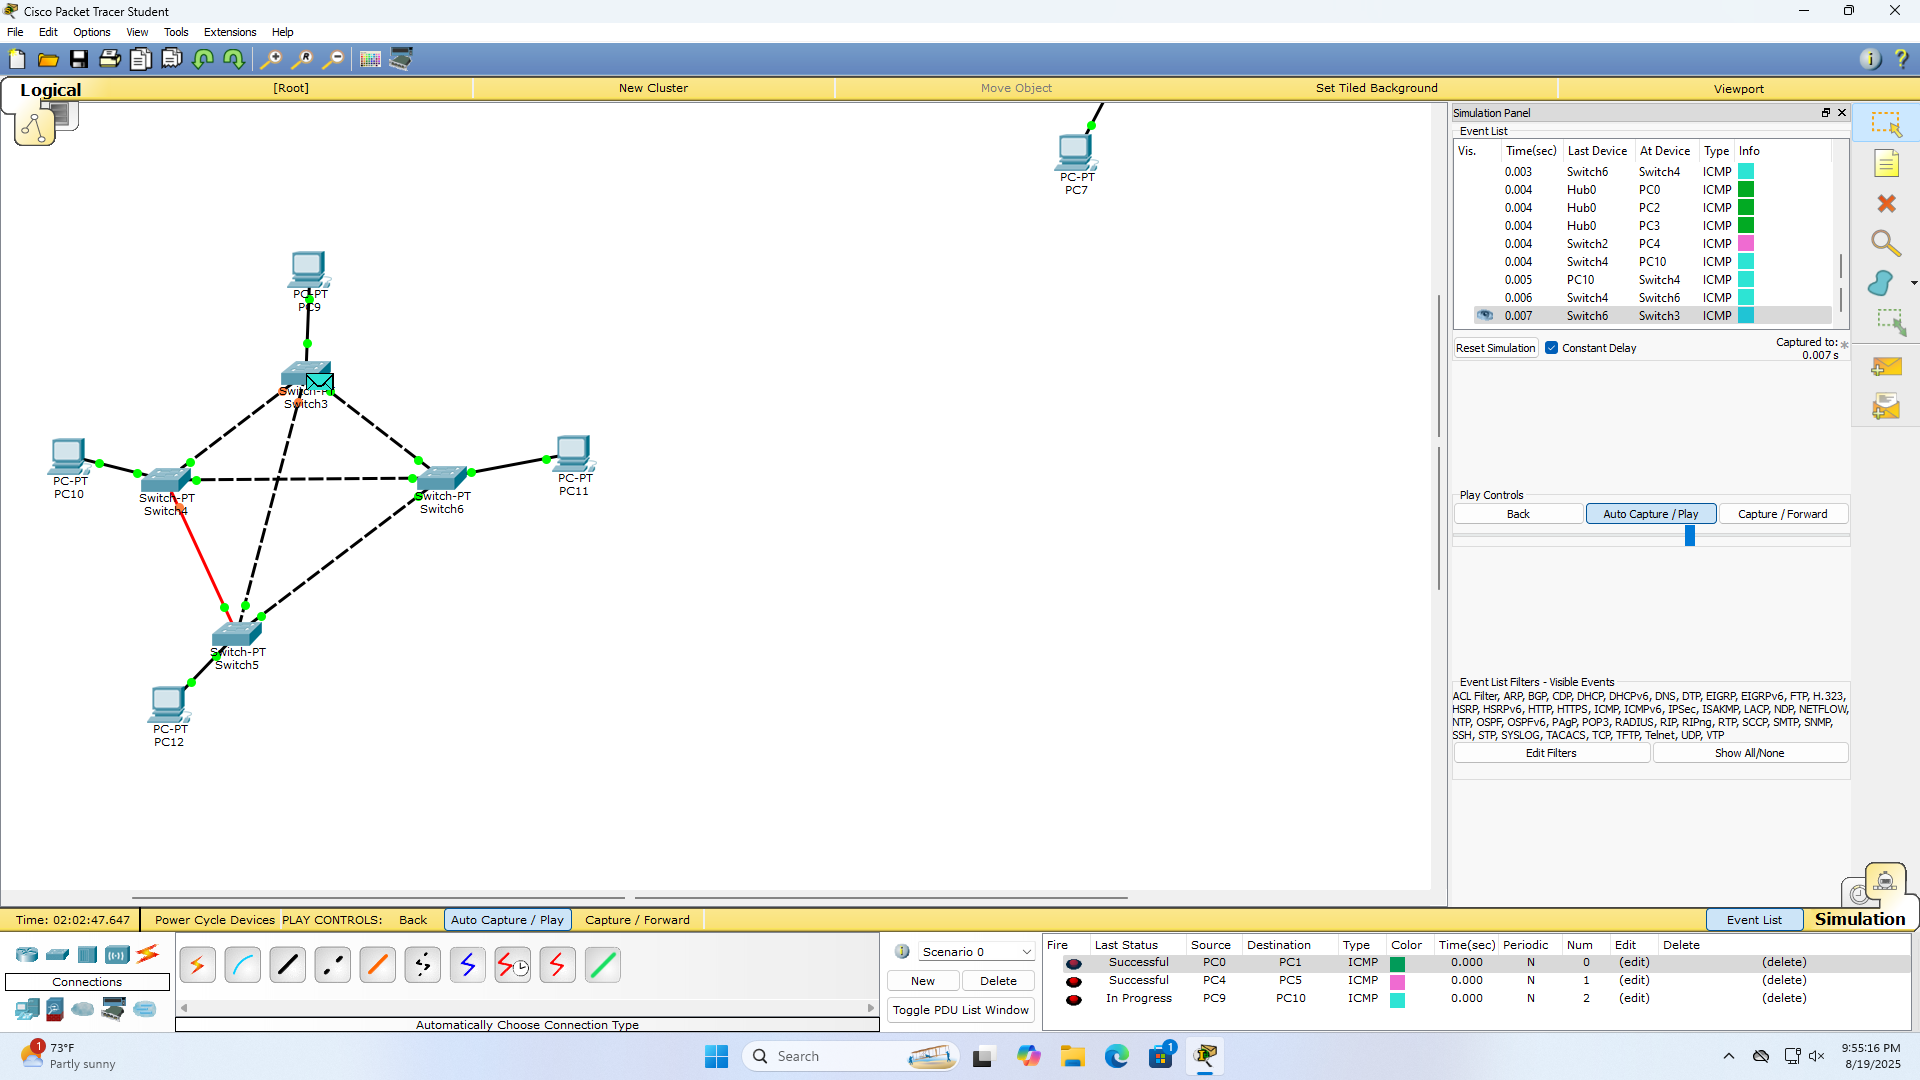 Cisco Packet Tracer Student
File Edit Options View Tools Extensions Help
Logical [Root] New Cluster Move Object Set Tiled Background Viewport
PC-PT
PC7
PC-PT
PC9
Switch3
PC-PT
PC10
Switch-PT
Switch4
Switch-PT
Switch6
PC-PT
PC11
Switch-PT
Switch5
PC-PT
PC12
Simulation Panel
Event List
Vis. Time(sec) Last Device At Device Type Info
0.003 Switch6 Switch4 ICMP
0.004 Hub0 PC0 ICMP
0.004 Hub0 PC2 ICMP
0.004 Hub0 PC3 ICMP
0.004 Switch2 PC4 ICMP
0.004 Switch4 PC10 ICMP
0.005 PC10 Switch4 ICMP
0.006 Switch4 Switch6 ICMP
0.007 Switch6 Switch3 ICMP
Reset Simulation Constant Delay Captured to: *
0.007 s
Play Controls
Back Auto Capture / Play Capture / Forward
Event List Filters - Visible Events
ACL Filter, ARP, BGP, CDP, DHCP, DHCPv6, DNS, DTP, EIGRP, EIGRPv6, FTP, H.323,
HSRP, HSRPv6, HTTP, HTTPS, ICMP, ICMPv6, IPSec, ISAKMP, LACP, NDP, NETFLOW,
NTP, OSPF, OSPFv6, PAgP, POP3, RADIUS, RIP, RIPng, RTP, SCCP, SMTP, SNMP,
SSH, STP, SYSLOG, TACACS, TCP, TFTP, Telnet, UDP, VTP
Edit Filters Show All/None
Time: 02:02:47.647 Power Cycle Devices PLAY CONTROLS: Back Auto Capture / Play Capture / Forward Event List Simulation
Connections
Automatically Choose Connection Type
Scenario 0
New Delete
Toggle PDU List Window
Fire Last Status Source Destination Type Color Time(sec) Periodic Num Edit Delete
Successful PC0 PC1 ICMP 0.000 N 0 (edit) (delete)
Successful PC4 PC5 ICMP 0.000 N 1 (edit) (delete)
In Progress PC9 PC10 ICMP 0.000 N 2 (edit) (delete)
1
73°F
Partly sunny
Search
1
9:55:16 PM
8/19/2025